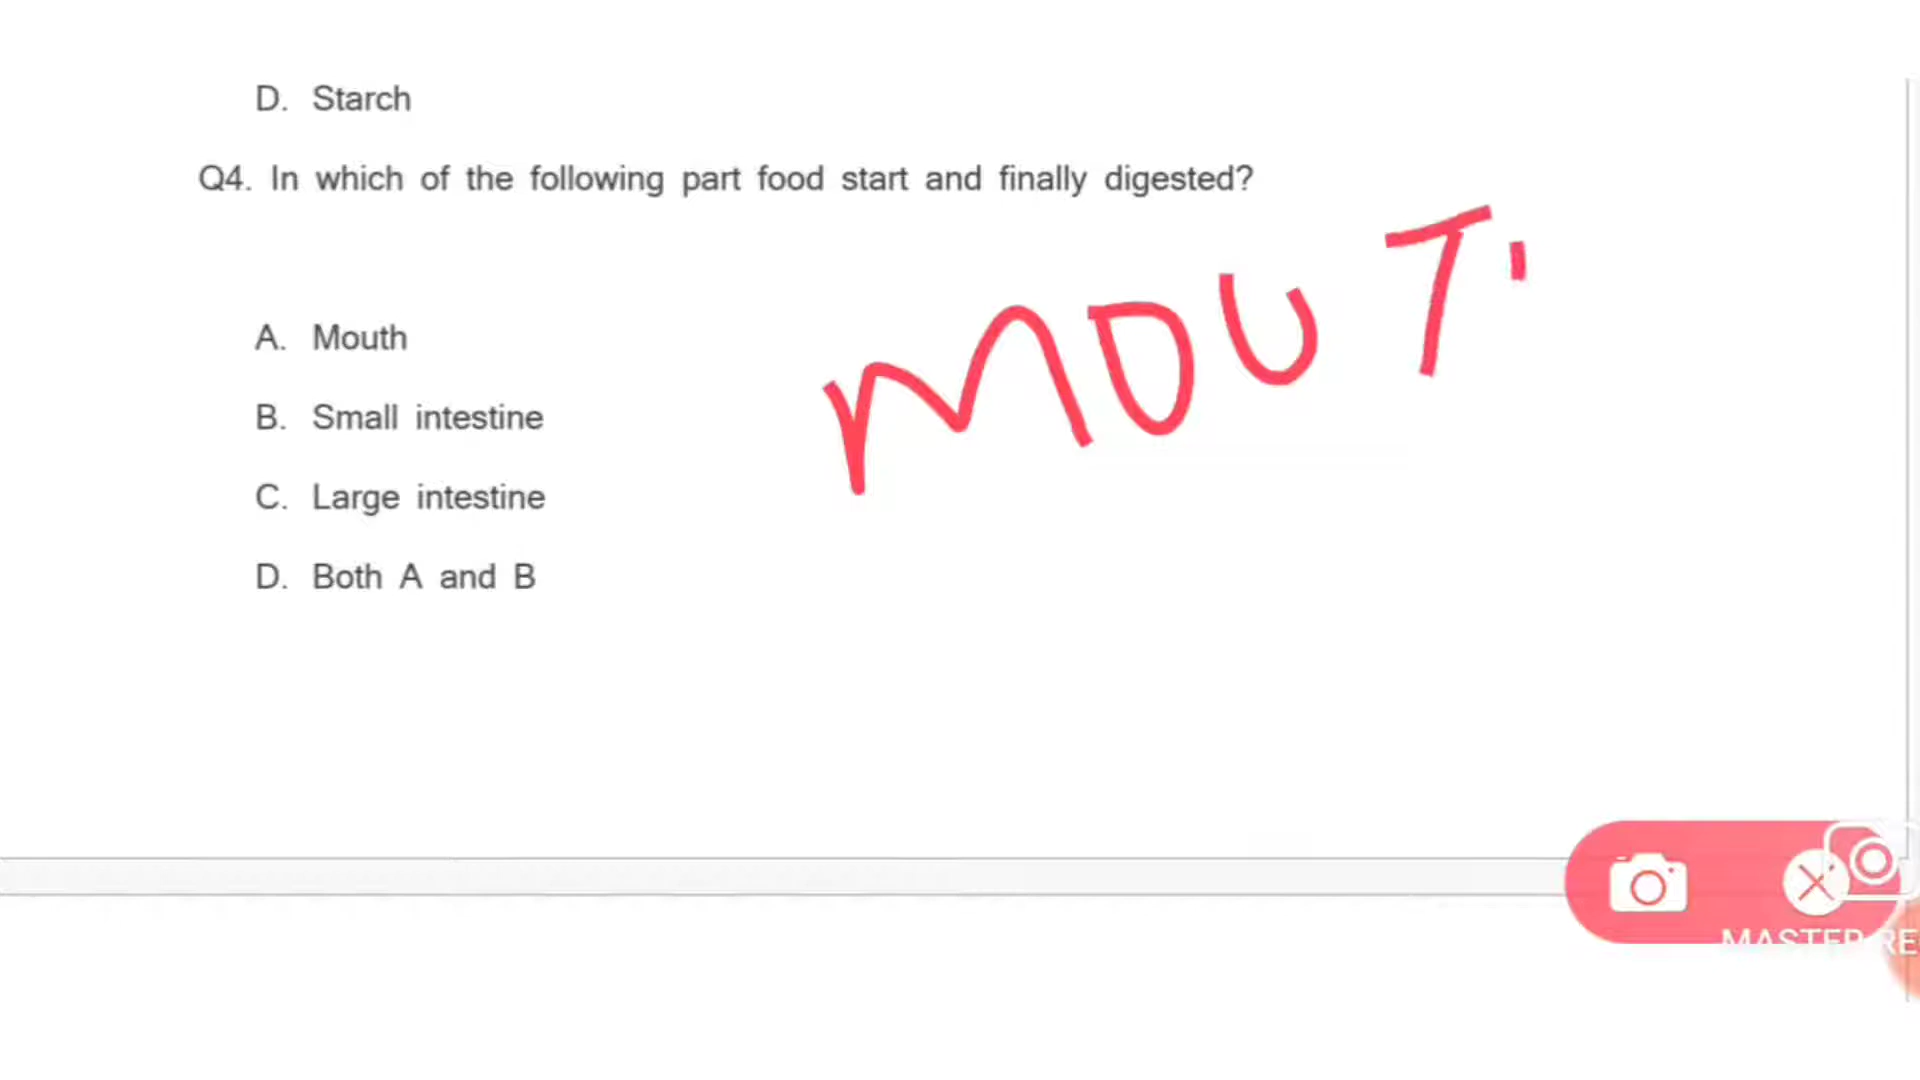 D. Starch
Q4. In which of the following part food start and finally digested?
MOUT
A. Mouth
B. Small intestine
C. Large intestine
D. Both A and B